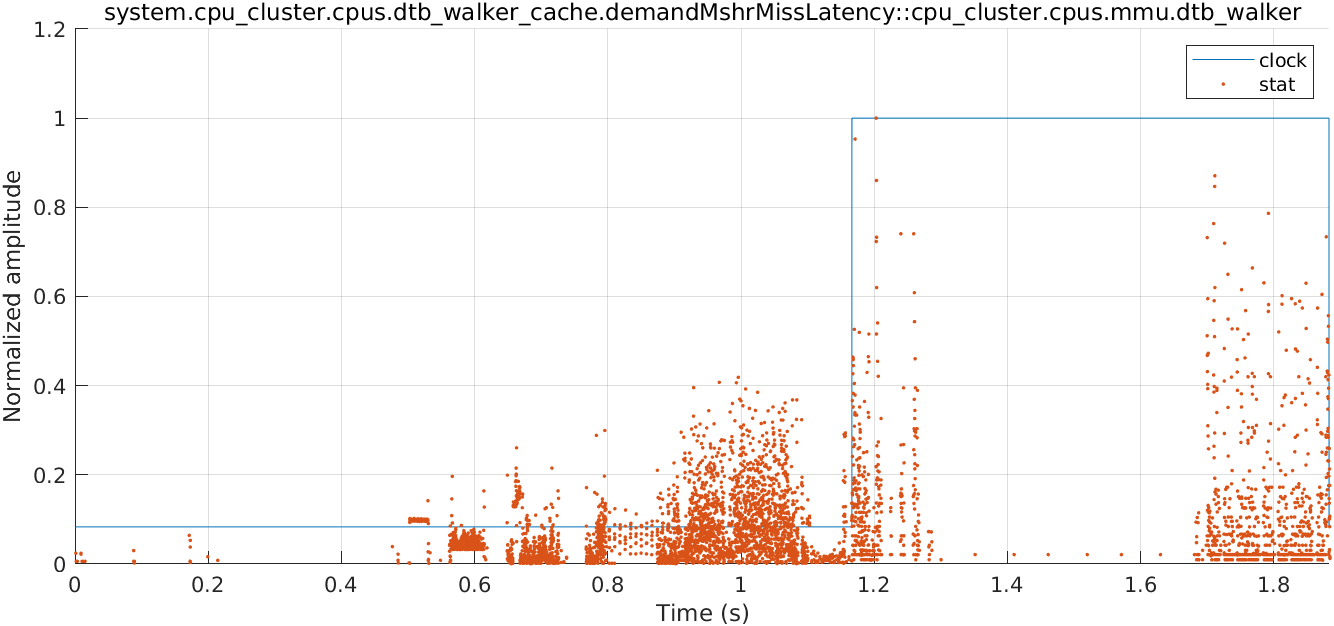 system.cpu_cluster.cpus.dtb_walker_cache.demandMshrMissLatency::cpu_cluster.cpus.mmu.dtb_walker
1.2
1
0.8
0.6
0.4
0.2
0
Normalized amplitude
clock
stat
0 0.2 0.4 0.6 0.8 1 1.2 1.4 1.6 1.8
Time (s)